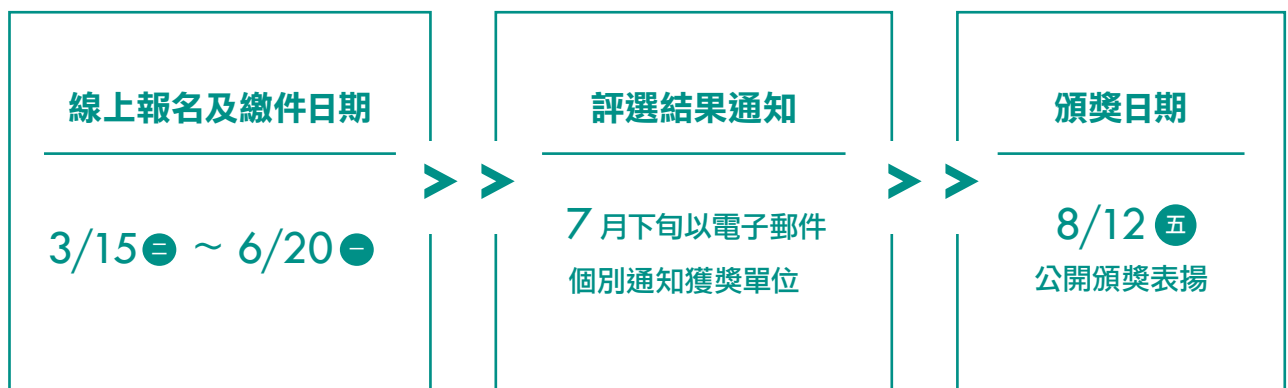 線上報名及繳件日期
3/15 二 ~ 6/20 一
評選結果通知
7 月下旬以電子郵件
個別通知獲獎單位
頒獎日期
8/12 五
公開頒獎表揚